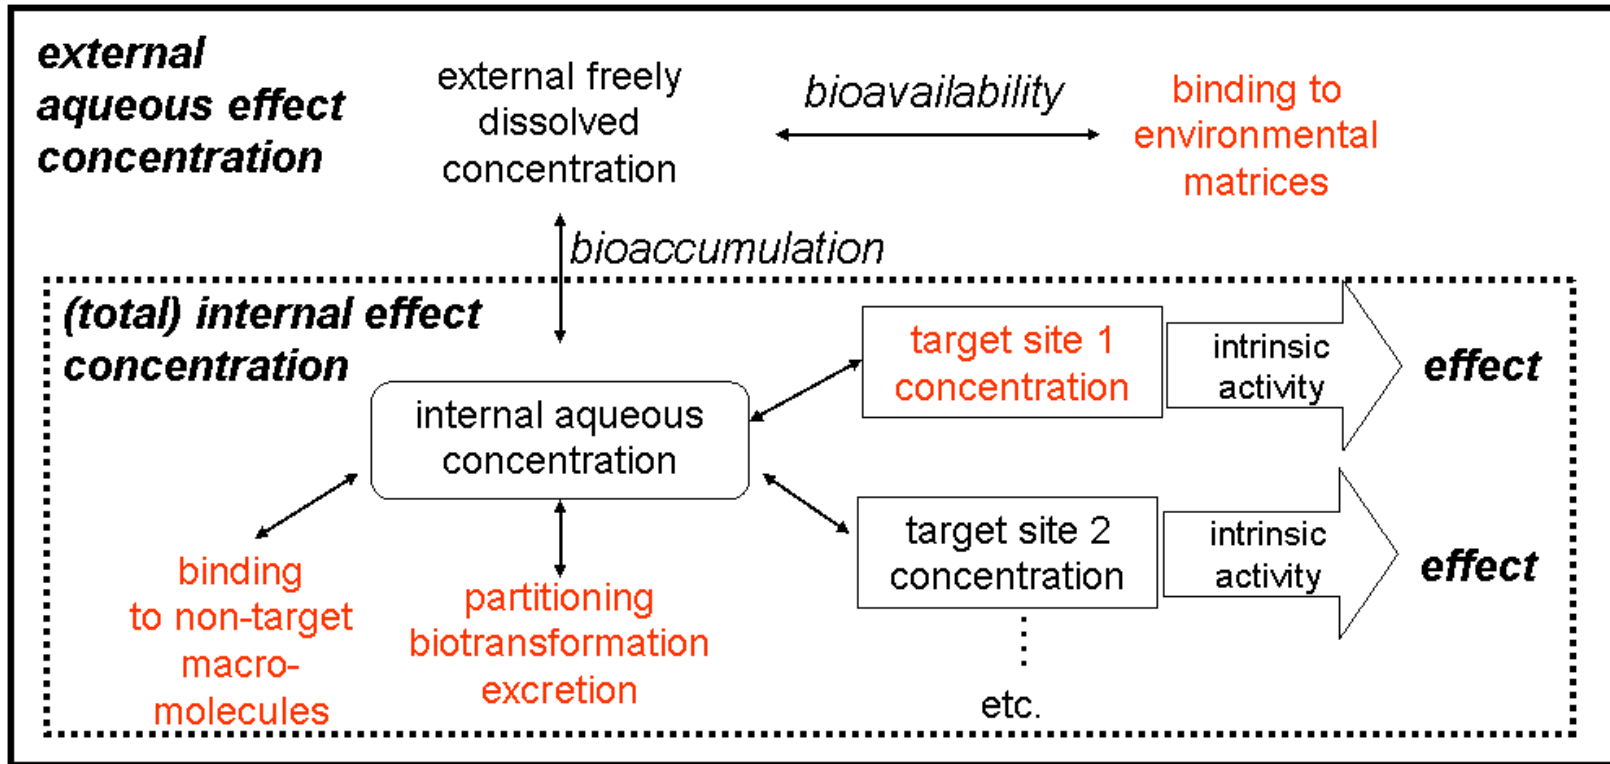 external
aqueous effect
concentration
external freely
dissolved
concentration
bioavailability
binding to
environmental
matrices
bioaccumulation
(total) internal effect
concentration
internal aqueous
concentration
target site 1
concentration
intrinsic
activity
effect
target site 2
concentration
intrinsic
activity
effect
etc.
binding
to non-target
macro-
molecules
partitioning
biotransformation
excretion